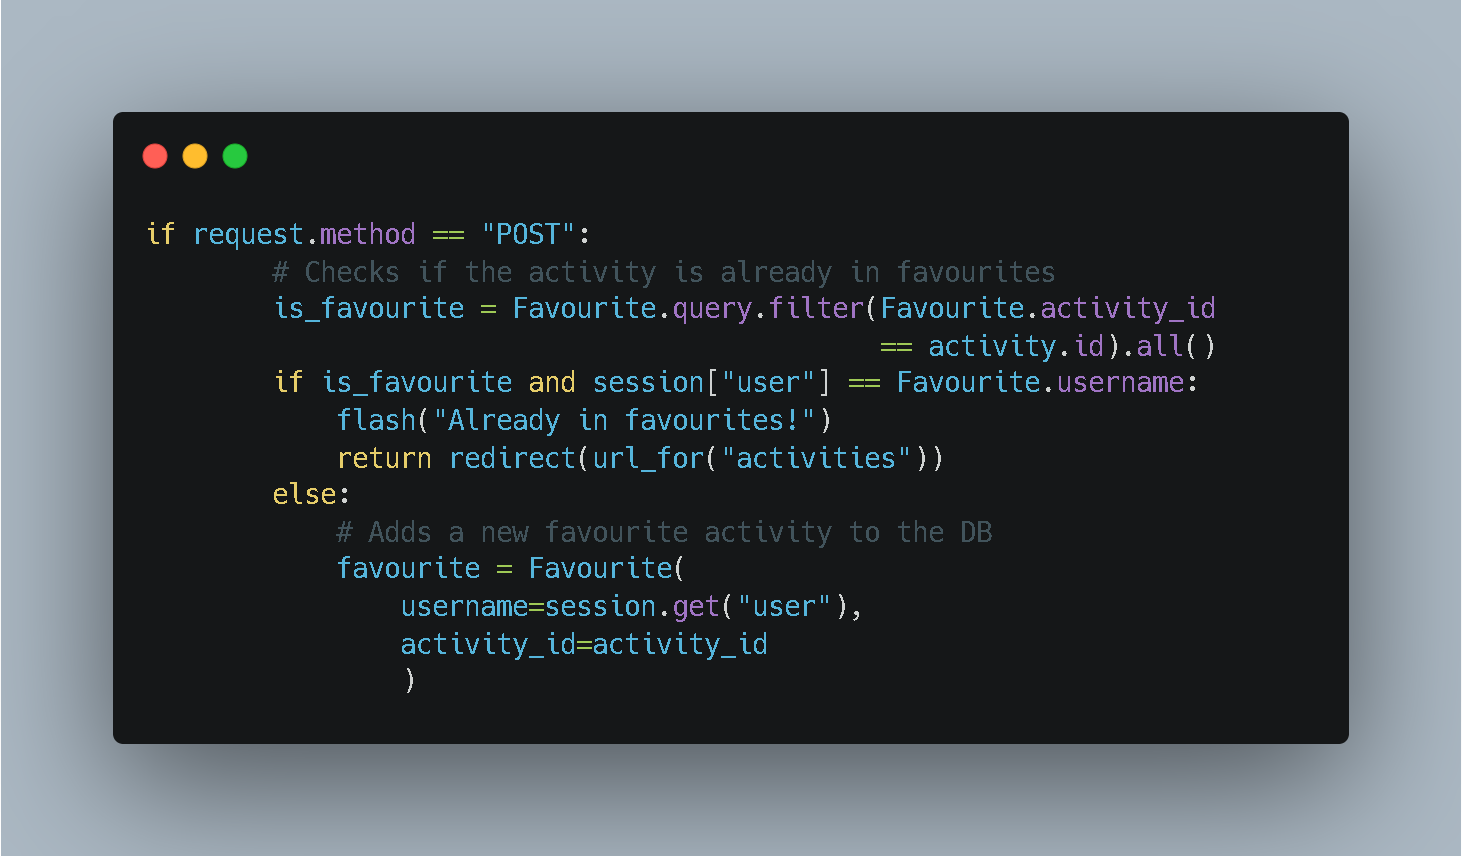 if request.method == "POST":
        # Checks if the activity is already in favourites
        is_favourite = Favourite.query.filter(Favourite.activity_id
                                              == activity.id).all()
        if is_favourite and session["user"] == Favourite.username:
            flash("Already in favourites!")
            return redirect(url_for("activities"))
        else:
            # Adds a new favourite activity to the DB
            favourite = Favourite(
                username=session.get("user"),
                activity_id=activity_id
                )